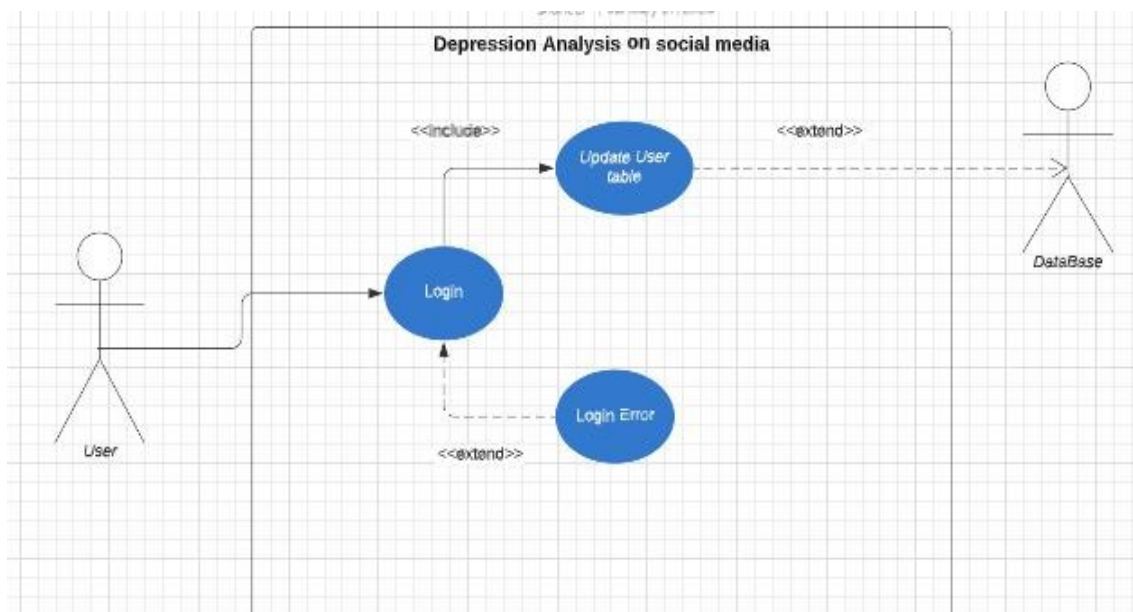 Depression Analysis on social media
<<include>>
<<extend>>
Update User
table
DataBase
Login
Login Error
User
<<extend>>